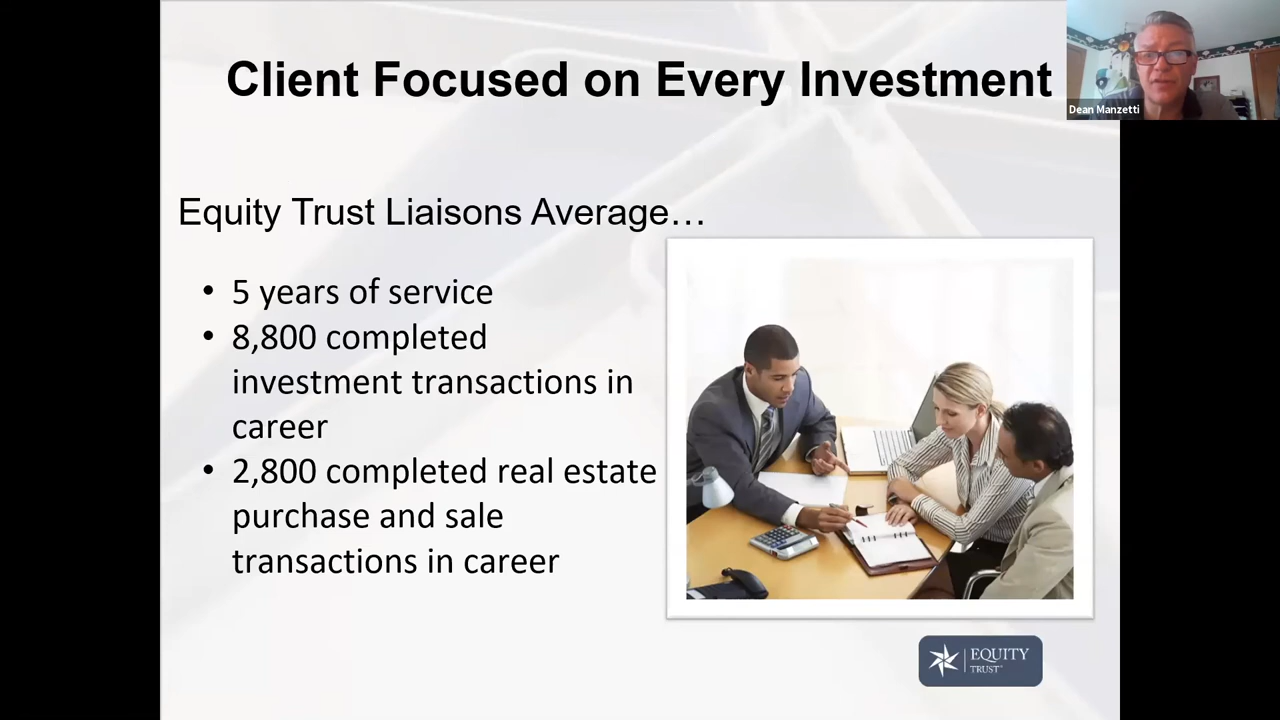 Client Focused on Every Investment
Dean Manzetti
Equity Trust Liaisons Average…
• 5 years of service
• 8,800 completed
investment transactions in
career
• 2,800 completed real estate
purchase and sale
transactions in career
EQUITY
TRUST